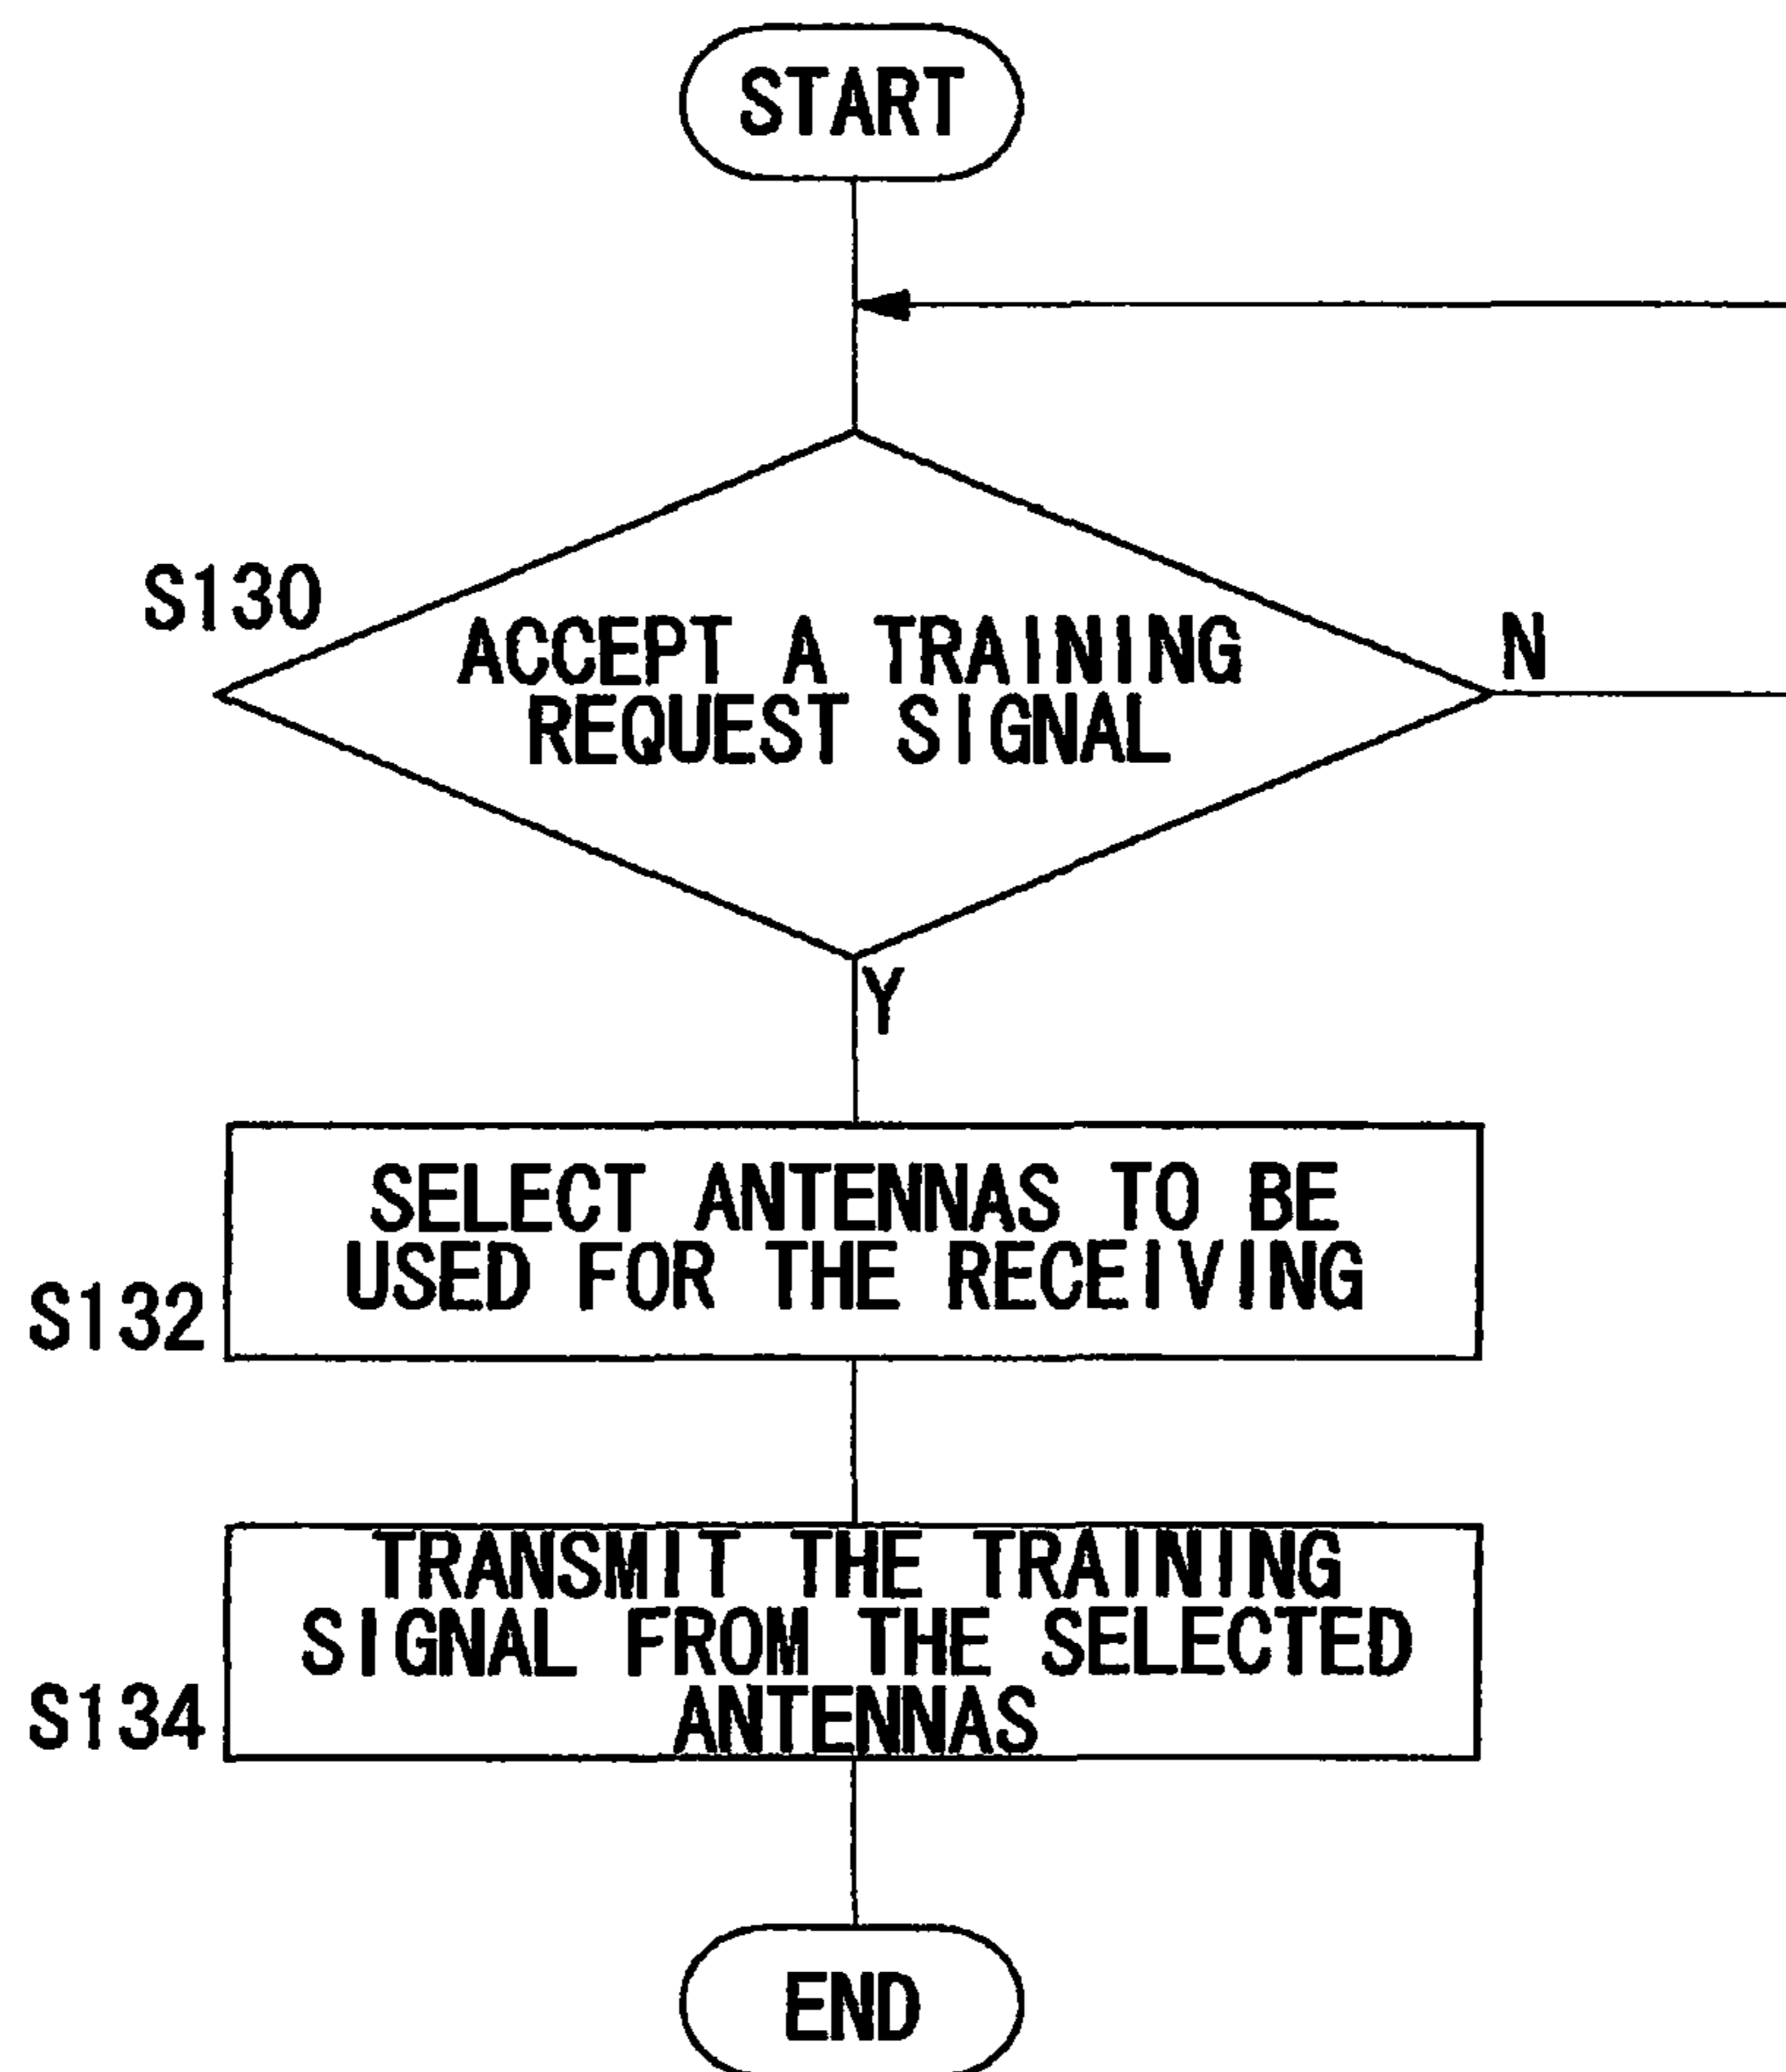 START
S130
ACCEPT A TRAINING
REQUEST SIGNAL
N
Y
SELECT ANTENNAS TO BE
USED FOR THE RECEIVING
S132
TRANSMIT THE TRAINING
SIGNAL FROM THE SELECTED
ANTENNAS
S134
END